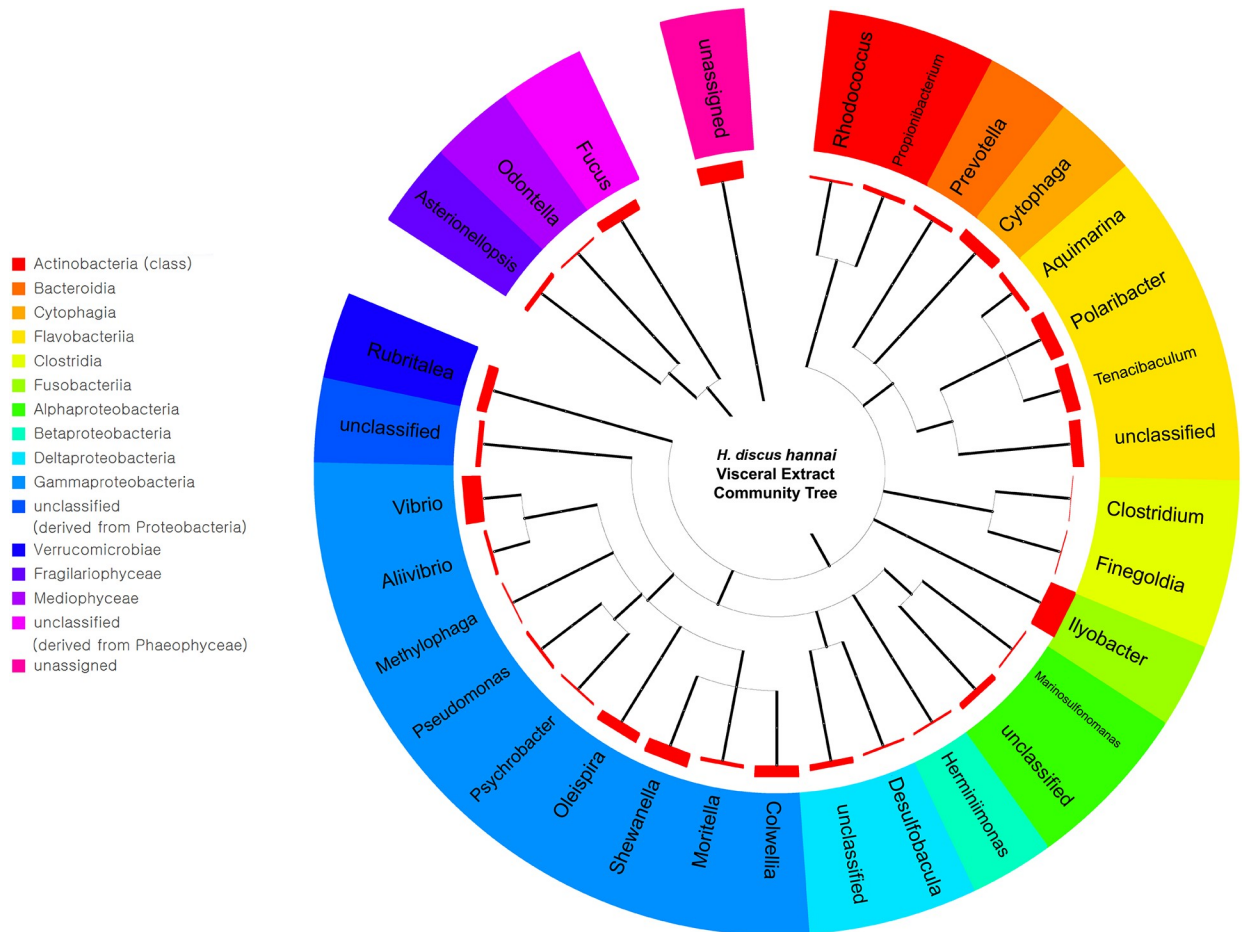 Actinobacteria (class)
Bacteroidia
Cytophagia
Flavobacteriia
Clostridia
Fusobacteriia
Alphaproteobacteria
Betaproteobacteria
Deltaproteobacteria
Gammaproteobacteria
unclassified
(derived from Proteobacteria)
Verrucomicrobiae
Fragilariophyceae
Mediophyceae
unclassified
(derived from Phaeophyceae)
unassigned
H. discus hannai
Visceral Extract
Community Tree
unassigned
Rhodococcus
Propionibacterium
Prevotella
Cytophaga
Aquimarina
Polaribacter
Tenacibaculum
unclassified
Clostridium
Finegoldia
Ilyobacter
Marinosulfonomanas
unclassified
Herminiimonas
Desulfobacula
unclassified
Colwellia
Moritella
Shewanella
Oleispira
Psychrobacter
Pseudomonas
Methylophaga
Aliivibrio
Vibrio
unclassified
Rubritalea
Asterionellopsis
Odontella
Fucus